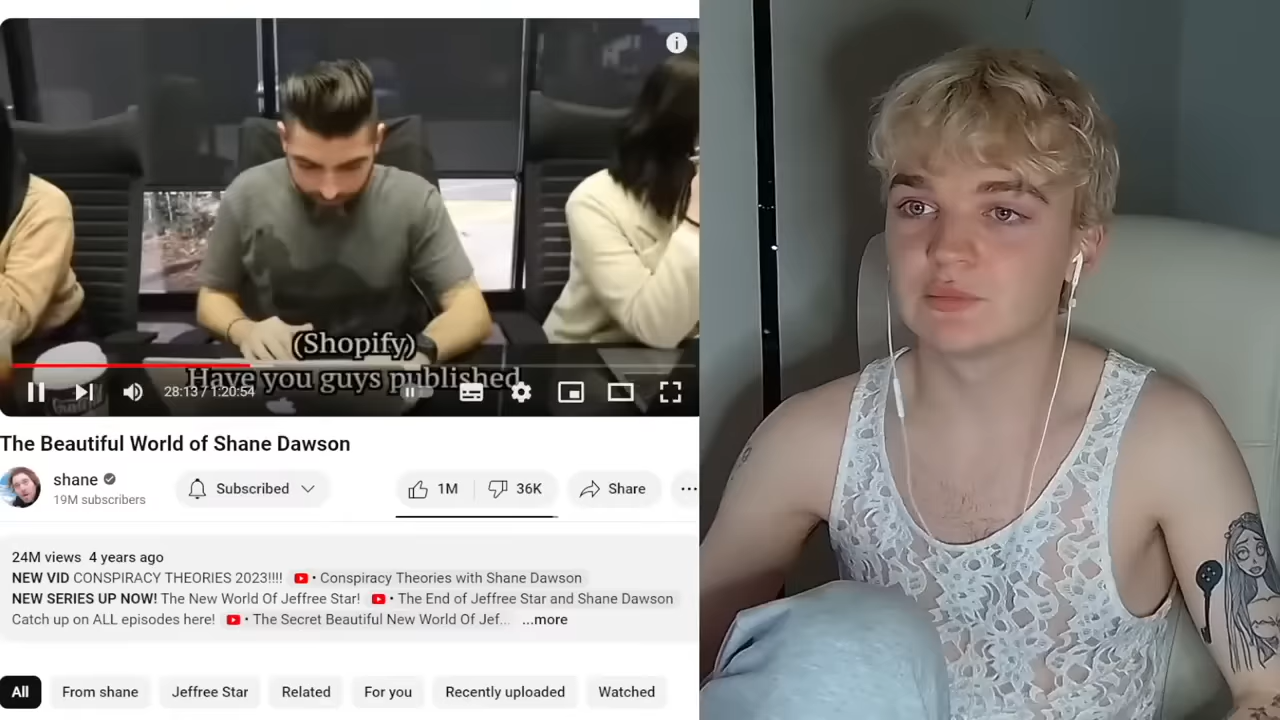 (Shopify)
Have you guys published
28:13 / 1:20:54
The Beautiful World of Shane Dawson
shane
19M subscribers
Subscribed
1M
36K
Share
24M views 4 years ago
NEW VID CONSPIRACY THEORIES 2023!!!! • Conspiracy Theories with Shane Dawson
NEW SERIES UP NOW! The New World Of Jeffree Star! • The End of Jeffree Star and Shane Dawson
Catch up on ALL episodes here! • The Secret Beautiful New World Of Jef... ...more
All
From shane
Jeffree Star
Related
For you
Recently uploaded
Watched